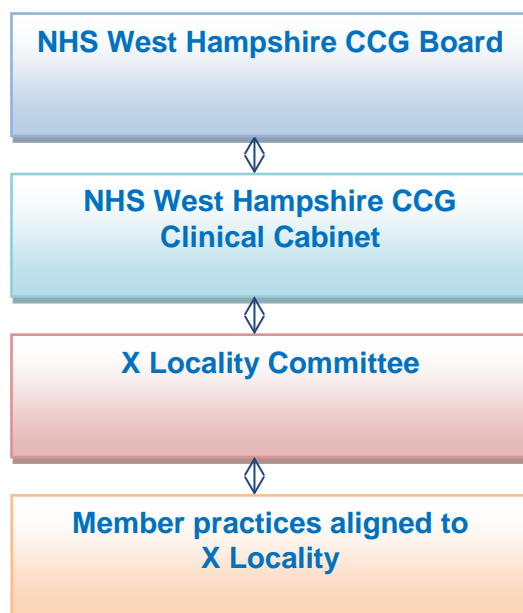 NHS West Hampshire CCG Board
NHS West Hampshire CCG
Clinical Cabinet
X Locality Committee
Member practices aligned to
X Locality